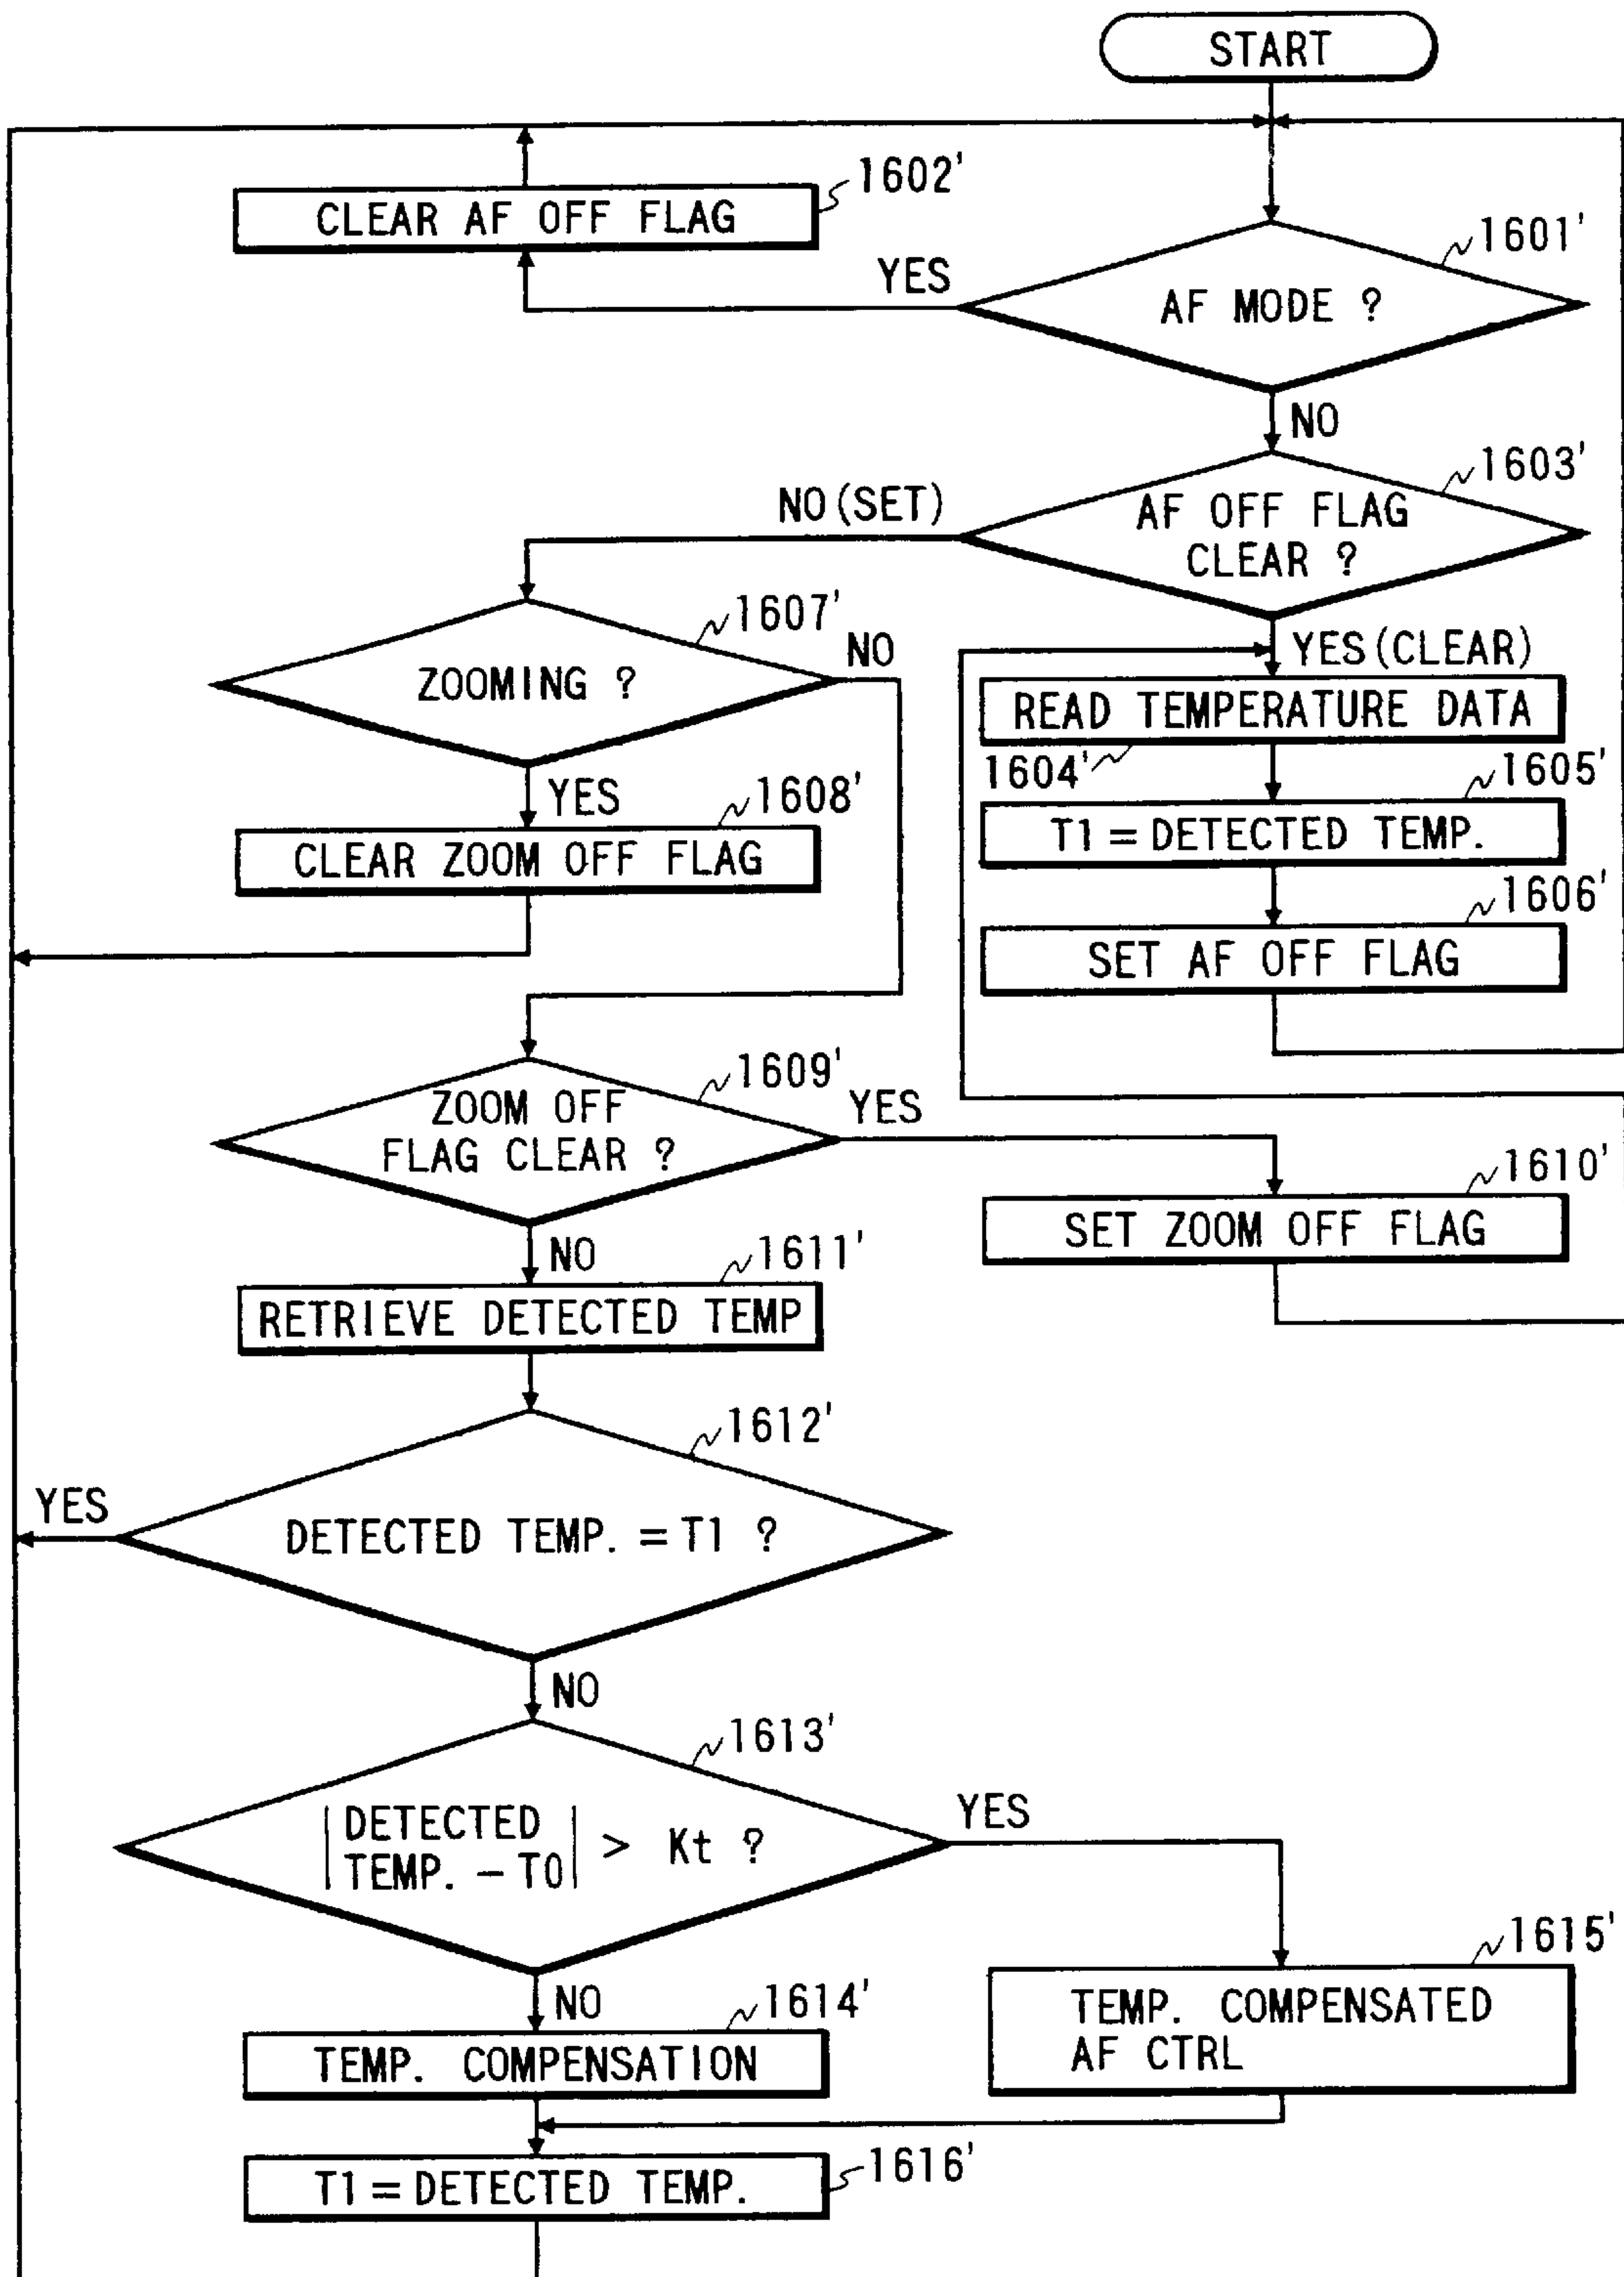 START
1602'
CLEAR AF OFF FLAG
1601'
YES
AF MODE ?
NO
1603'
NO (SET)
AF OFF FLAG
CLEAR ?
1607'
NO
YES (CLEAR)
ZOOMING ?
READ TEMPERATURE DATA
1604'
1605'
YES
1608'
T1 = DETECTED TEMP.
CLEAR ZOOM OFF FLAG
1606'
SET AF OFF FLAG
1609'
ZOOM OFF
FLAG CLEAR ?
YES
1610'
SET ZOOM OFF FLAG
NO
1611'
RETRIEVE DETECTED TEMP
1612'
YES
DETECTED TEMP. = T1 ?
NO
1613'
YES
| DETECTED
TEMP. – T0 | > Kt ?
1615'
NO
1614'
TEMP. COMPENSATED
AF CTRL
TEMP. COMPENSATION
1616'
T1 = DETECTED TEMP.